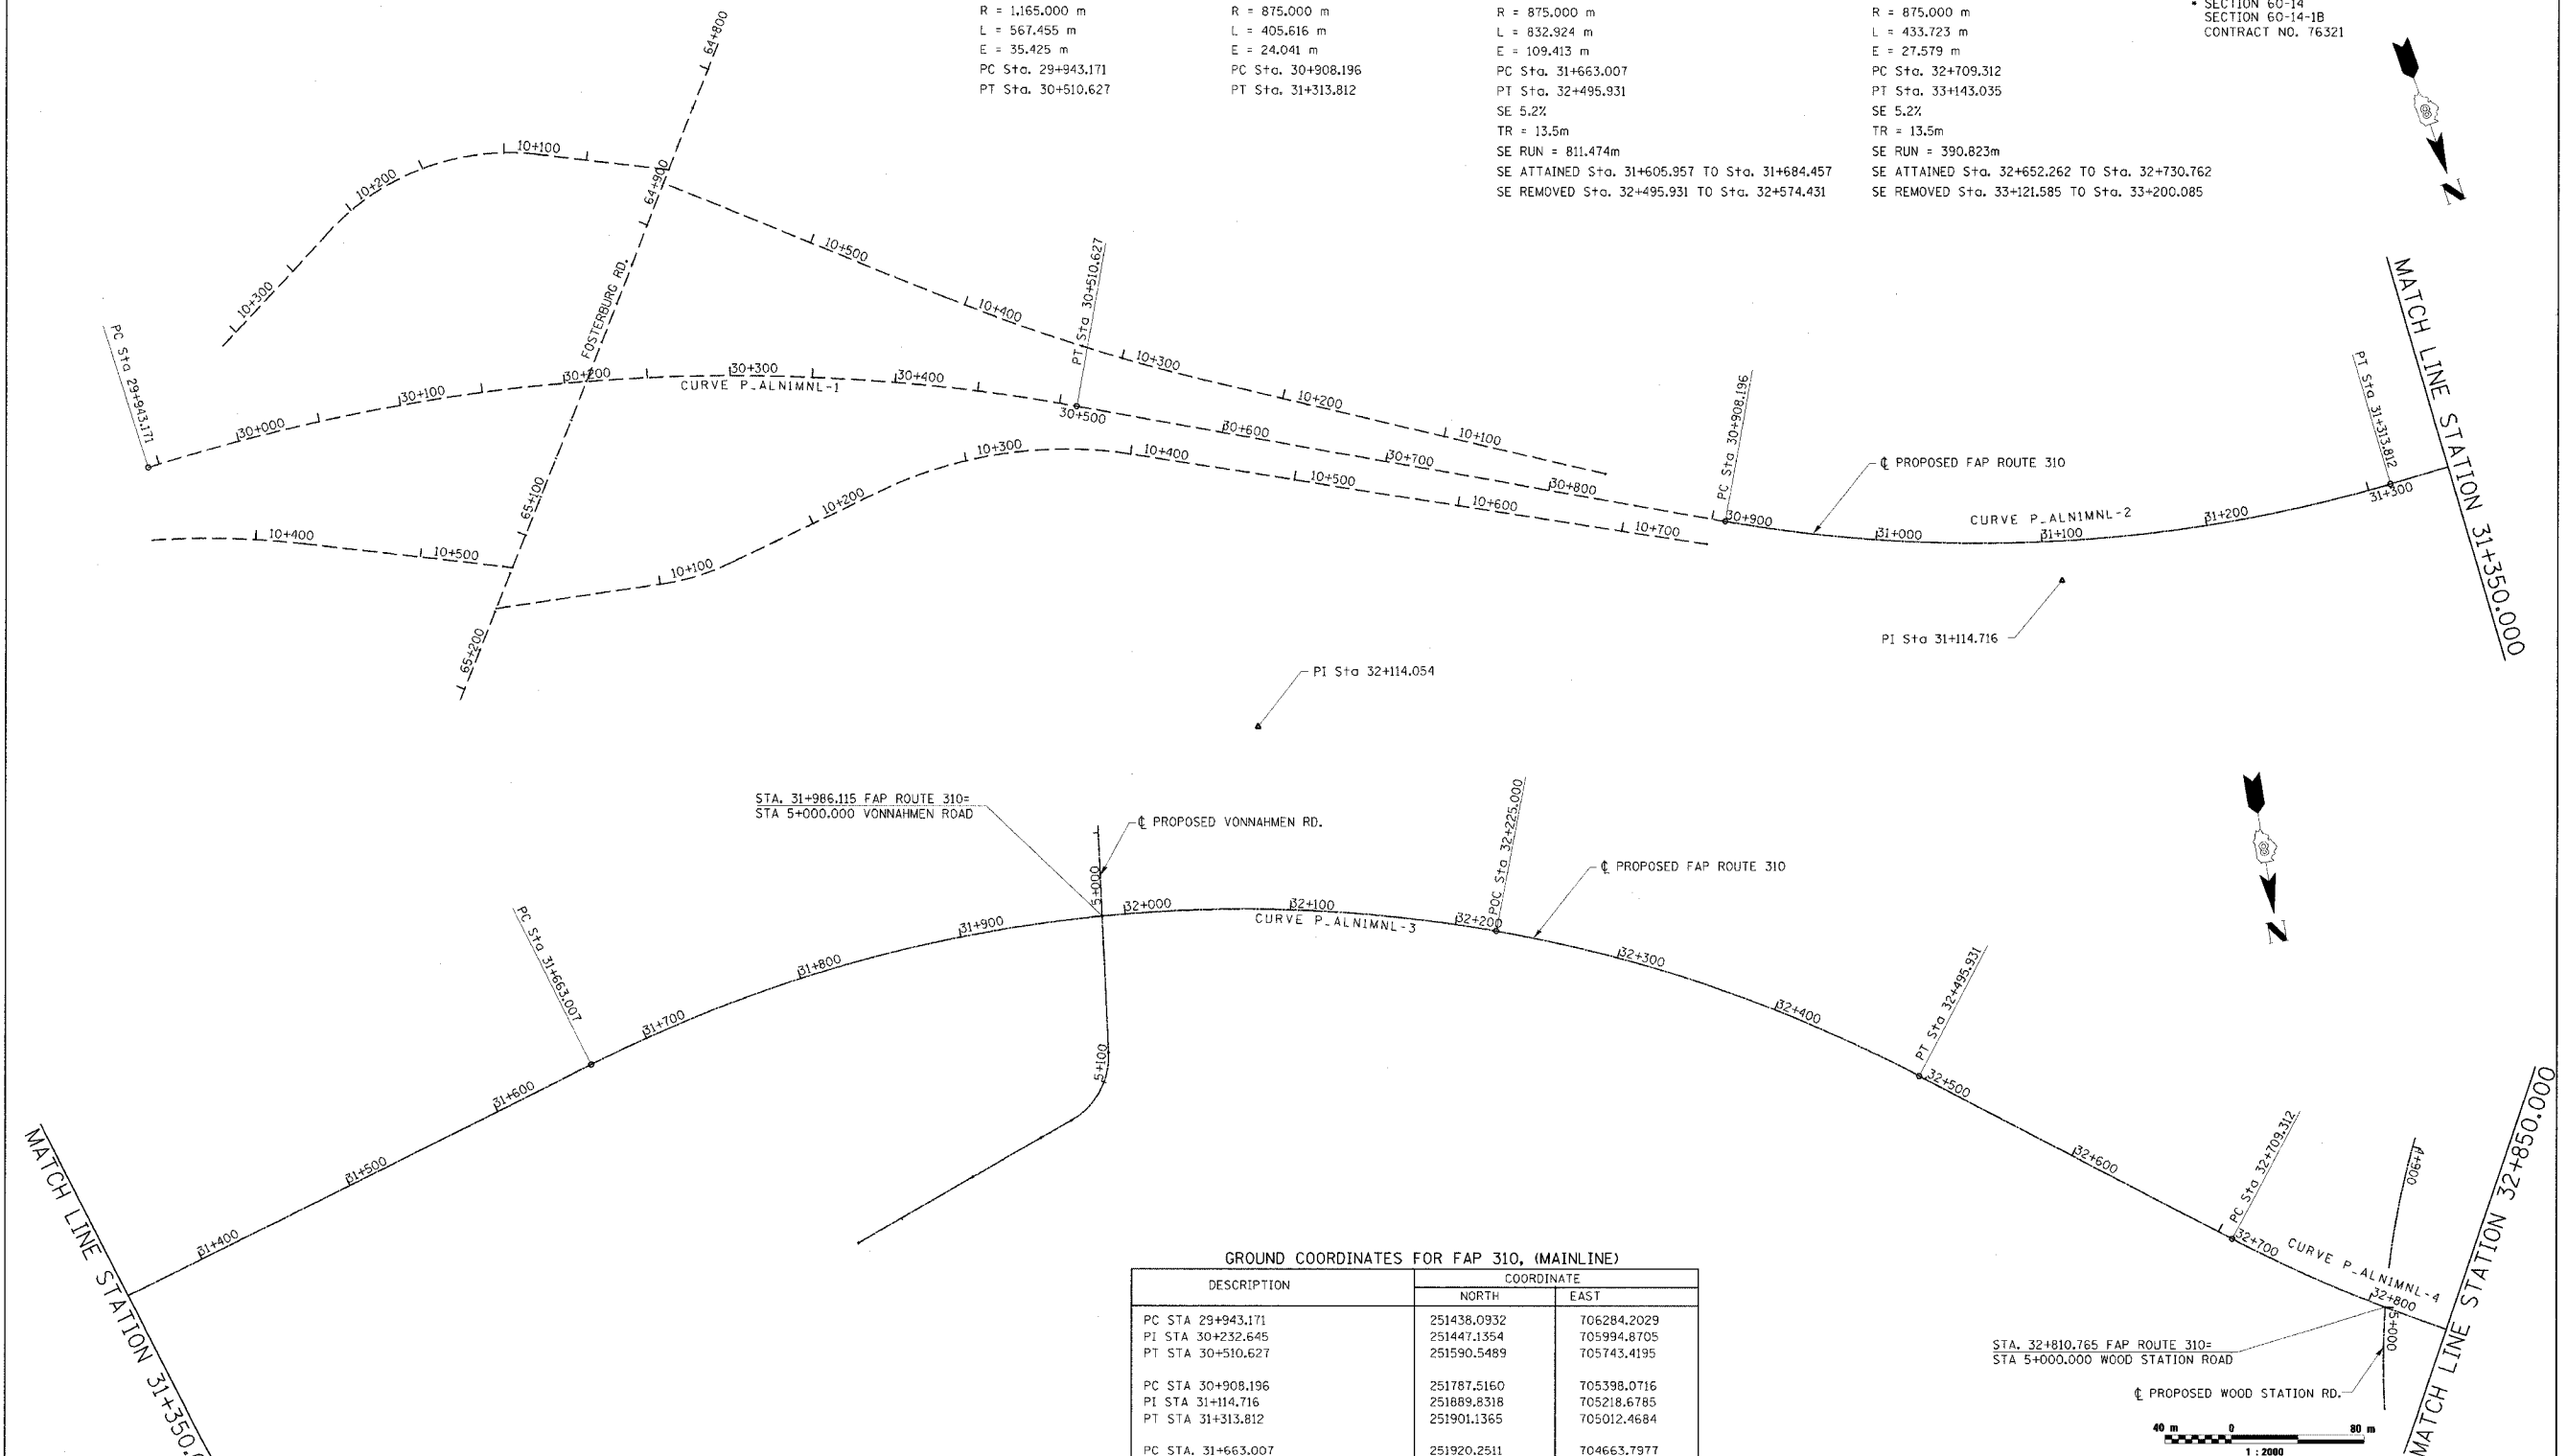 R = 1,165.000 m
L = 567.455 m
E = 35.425 m
PC Sta. 29+943.171
PT Sta. 30+510.627
R = 875.000 m
L = 405.616 m
E = 24.041 m
PC Sta. 30+908.196
PT Sta. 31+313.812
R = 875.000 m
L = 832.924 m
E = 109.413 m
PC Sta. 31+663.007
PT Sta. 32+495.931
SE 5.2%
TR = 13.5m
SE RUN = 811.474m
SE ATTAINED Sta. 31+605.957 TO Sta. 31+684.457
SE REMOVED Sta. 32+495.931 TO Sta. 32+574.431
R = 875.000 m
L = 433.723 m
E = 27.579 m
PC Sta. 32+709.312
PT Sta. 33+143.035
SE 5.2%
TR = 13.5m
SE RUN = 390.823m
SE ATTAINED Sta. 32+652.262 TO Sta. 32+730.762
SE REMOVED Sta. 33+121.585 TO Sta. 33+200.085
* SECTION 60-14
SECTION 60-14-1B
CONTRACT NO. 76321
8
N
64+800
64+900
FOSTERBURG RD.
65+100
65+200
10+100
10+200
10+300
10+500
10+400
10+300
10+200
10+100
PC Sta 29+943.171
30+000
30+100
30+200
30+300
CURVE P_ALN1MNL-1
30+400
PT Sta 30+510.627
30+500
30+600
30+700
30+800
PC Sta 30+908.196
30+900
31+000
31+100
31+200
31+300
CURVE P_ALN1MNL-2
℄ PROPOSED FAP ROUTE 310
PT Sta 31+313.812
MATCH LINE STATION 31+350.000
10+400
10+500
10+100
10+200
10+300
10+400
10+500
10+600
10+700
PI Sta 31+114.716
PI Sta 32+114.054
STA. 31+986.115 FAP ROUTE 310=
STA 5+000.000 VONNAHMEN ROAD
℄ PROPOSED VONNAHMEN RD.
5+000
5+100
POC Sta 32+225.000
℄ PROPOSED FAP ROUTE 310
8
N
MATCH LINE STATION 31+350.0
31+400
31+500
31+600
PC Sta 31+663.007
31+700
31+800
31+900
32+000
32+100
CURVE P_ALN1MNL-3
32+200
32+300
32+400
PT Sta 32+495.931
32+500
32+600
PC Sta 32+709.312
32+700
CURVE P_ALN1MNL-4
32+800
4+900
5+000
MATCH LINE STATION 32+850.000
STA. 32+810.765 FAP ROUTE 310=
STA 5+000.000 WOOD STATION ROAD
℄ PROPOSED WOOD STATION RD.
40 m 0 80 m
1 : 2000
GROUND COORDINATES FOR FAP 310, (MAINLINE)
DESCRIPTION COORDINATE
NORTH EAST
PC STA 29+943.171 251438.0932 706284.2029
PI STA 30+232.645 251447.1354 705994.8705
PT STA 30+510.627 251590.5489 705743.4195
PC STA 30+908.196 251787.5160 705398.0716
PI STA 31+114.716 251889.8318 705218.6785
PT STA 31+313.812 251901.1365 705012.4684
PC STA. 31+663.007 251920.2511 704663.7977